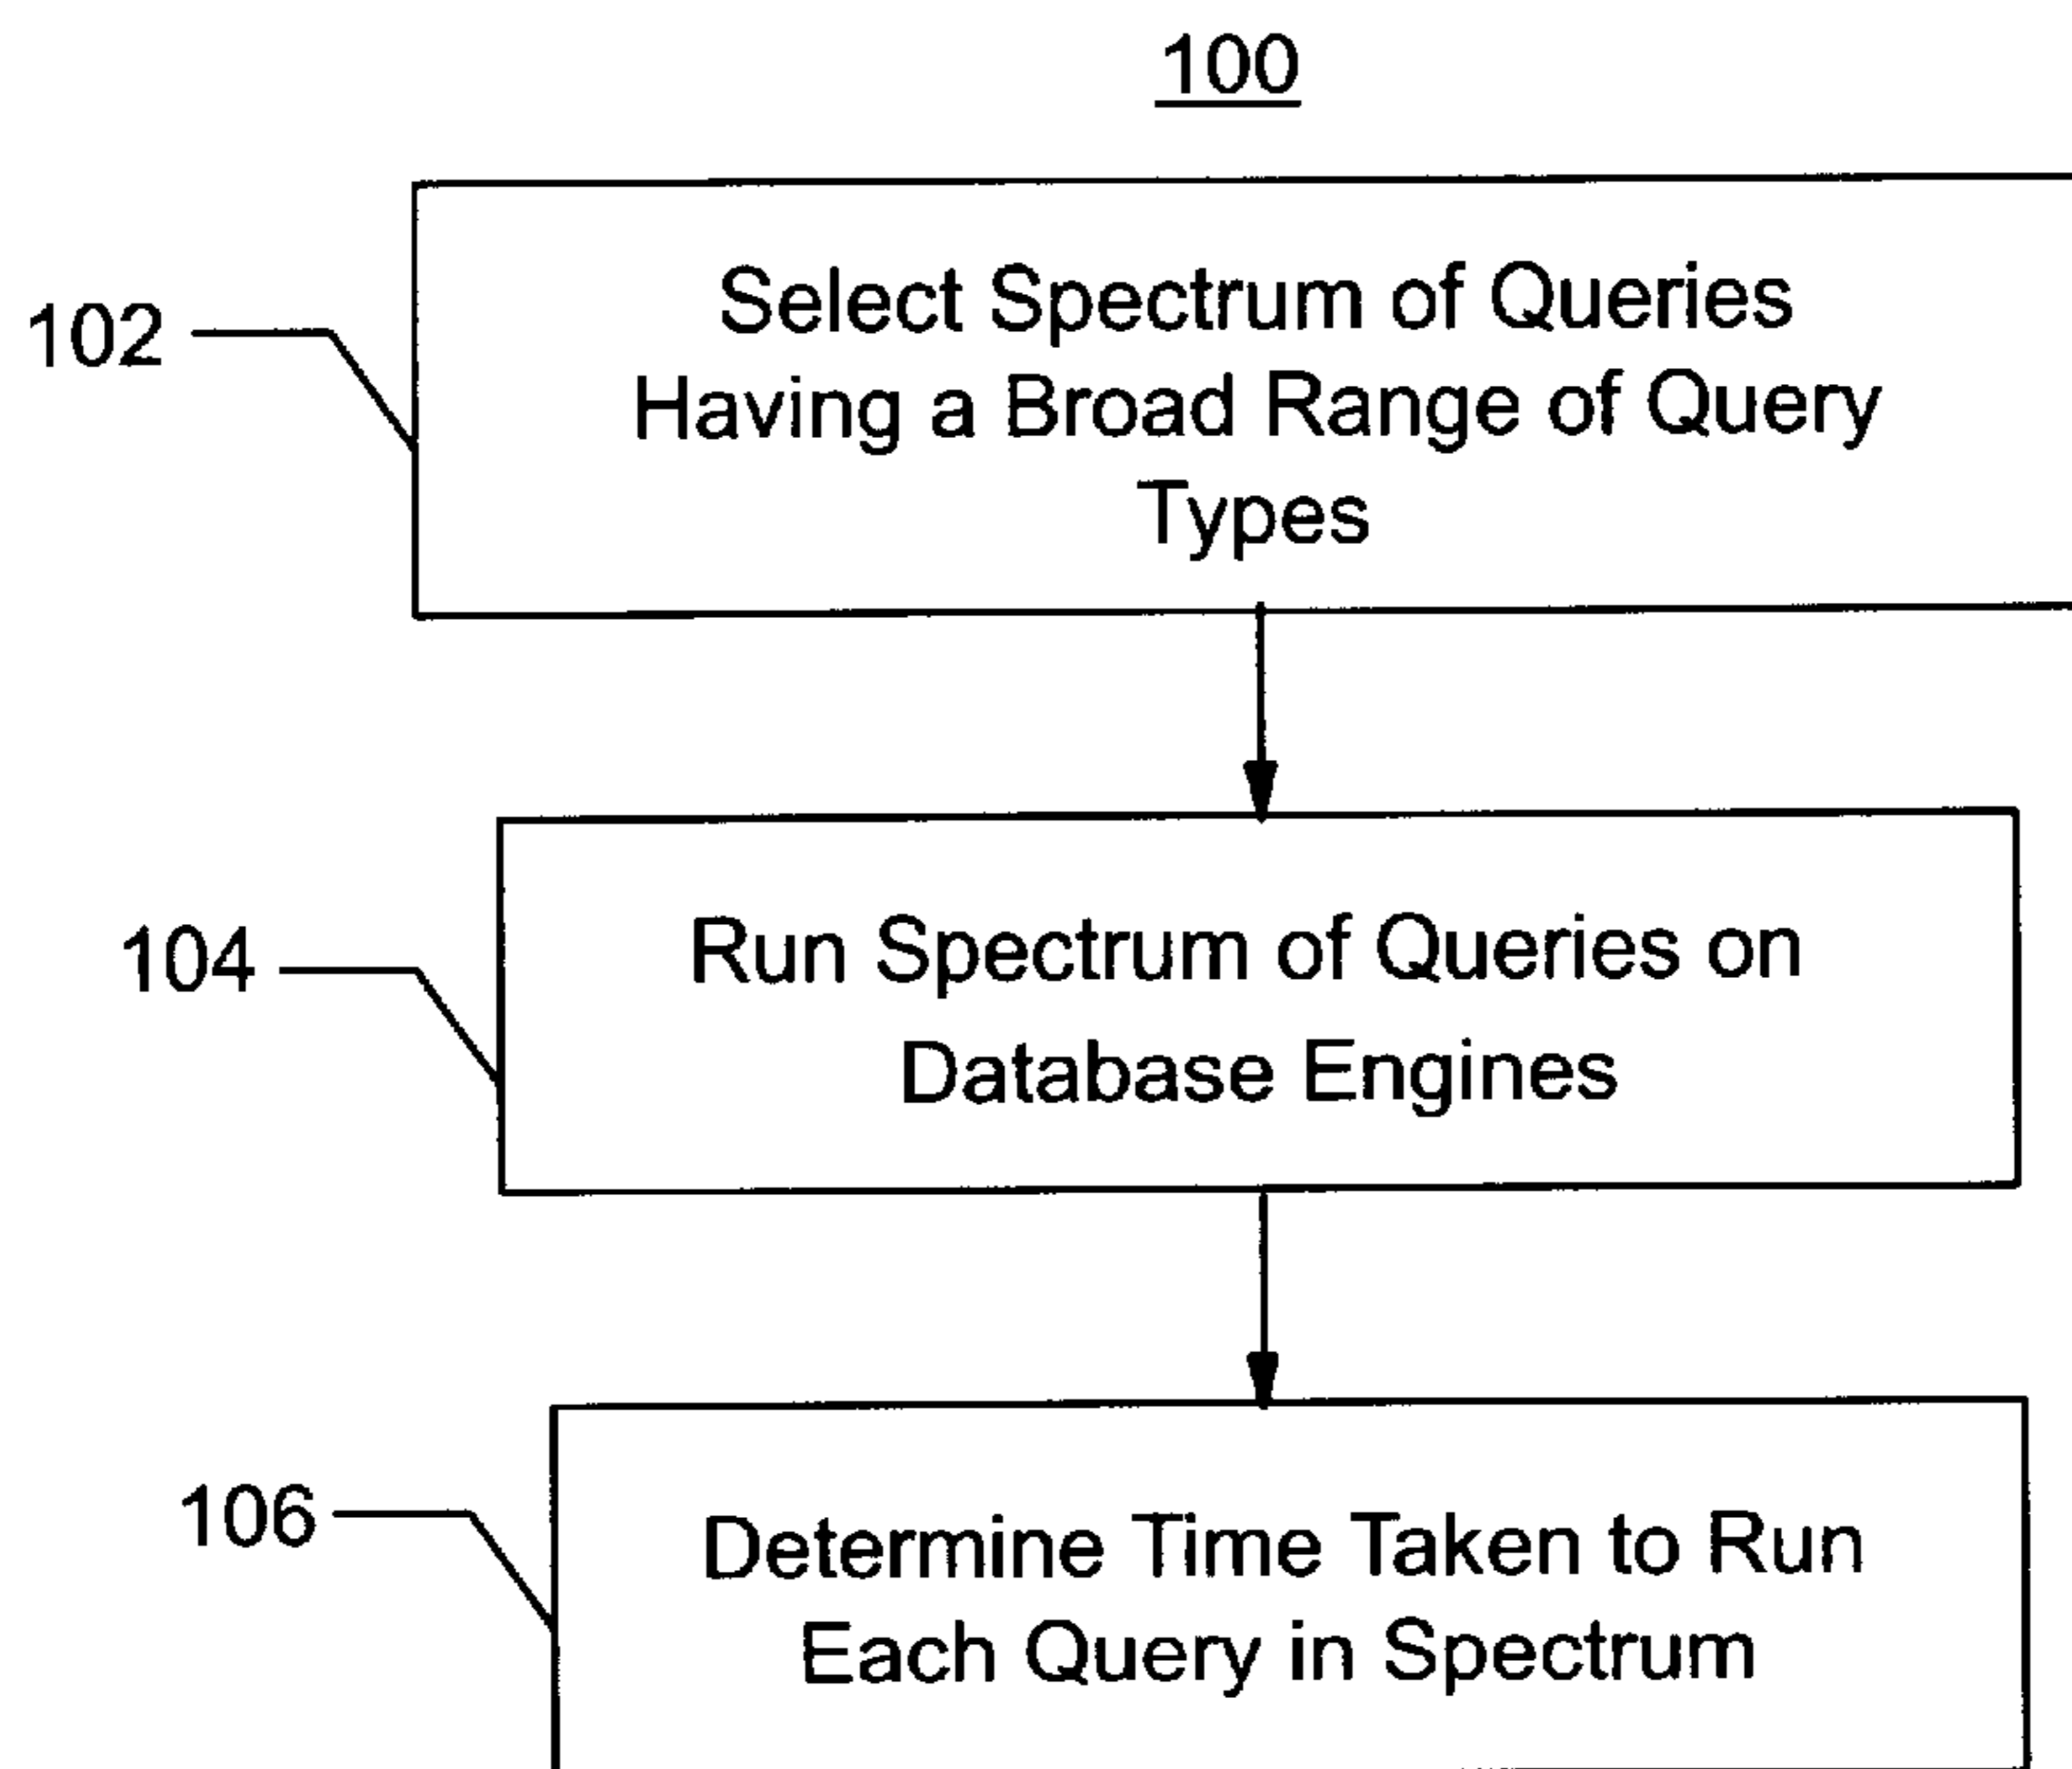 100
102
Select Spectrum of Queries
Having a Broad Range of Query
Types
104
Run Spectrum of Queries on
Database Engines
106
Determine Time Taken to Run
Each Query in Spectrum